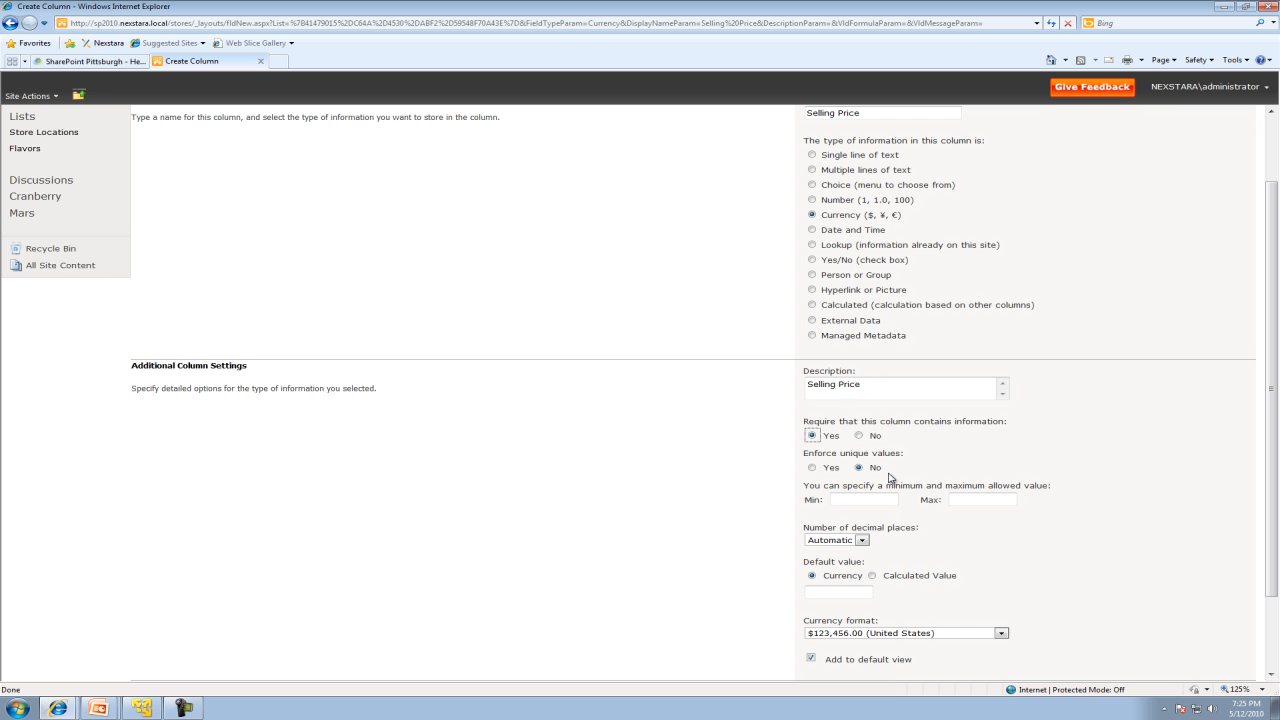 Create Column - Windows Internet Explorer
http://sp2010.nexstara.local/stores/_layouts/fldNew.aspx?List=%7B41479015%2DC64A%2D4530%2DABF2%2D59548F70A43E%7D&FieldTypeParam=Currency&DisplayNameParam=Selling%20Price&DescriptionParam=&VldFormulaParam=&VldMessageParam=
Bing
Favorites Nexstara Suggested Sites Web Slice Gallery
SharePoint Pittsburgh - He... Create Column
Page Safety Tools
Site Actions
Give Feedback
NEXSTARA\administrator
Lists
Store Locations
Flavors
Discussions
Cranberry
Mars
Recycle Bin
All Site Content
Type a name for this column, and select the type of information you want to store in the column.
Selling Price
The type of information in this column is:
Single line of text
Multiple lines of text
Choice (menu to choose from)
Number (1, 1.0, 100)
Currency ($, ¥, €)
Date and Time
Lookup (information already on this site)
Yes/No (check box)
Person or Group
Hyperlink or Picture
Calculated (calculation based on other columns)
External Data
Managed Metadata
Additional Column Settings
Specify detailed options for the type of information you selected.
Description:
Selling Price
Require that this column contains information:
Yes No
Enforce unique values:
Yes No
You can specify a minimum and maximum allowed value:
Min: Max:
Number of decimal places:
Automatic
Default value:
Currency Calculated Value
Currency format:
$123,456.00 (United States)
Add to default view
Done
Internet | Protected Mode: Off
125%
7:25 PM
5/12/2010